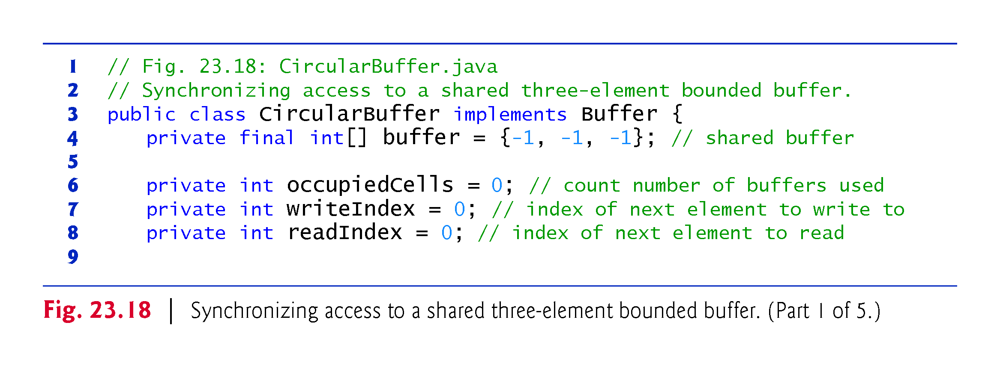 1 // Fig. 23.18: CircularBuffer.java
2 // Synchronizing access to a shared three-element bounded buffer.
3 public class CircularBuffer implements Buffer {
4 private final int[] buffer = {-1, -1, -1}; // shared buffer
5
6 private int occupiedCells = 0; // count number of buffers used
7 private int writeIndex = 0; // index of next element to write to
8 private int readIndex = 0; // index of next element to read
9
Fig. 23.18 | Synchronizing access to a shared three-element bounded buffer. (Part 1 of 5.)